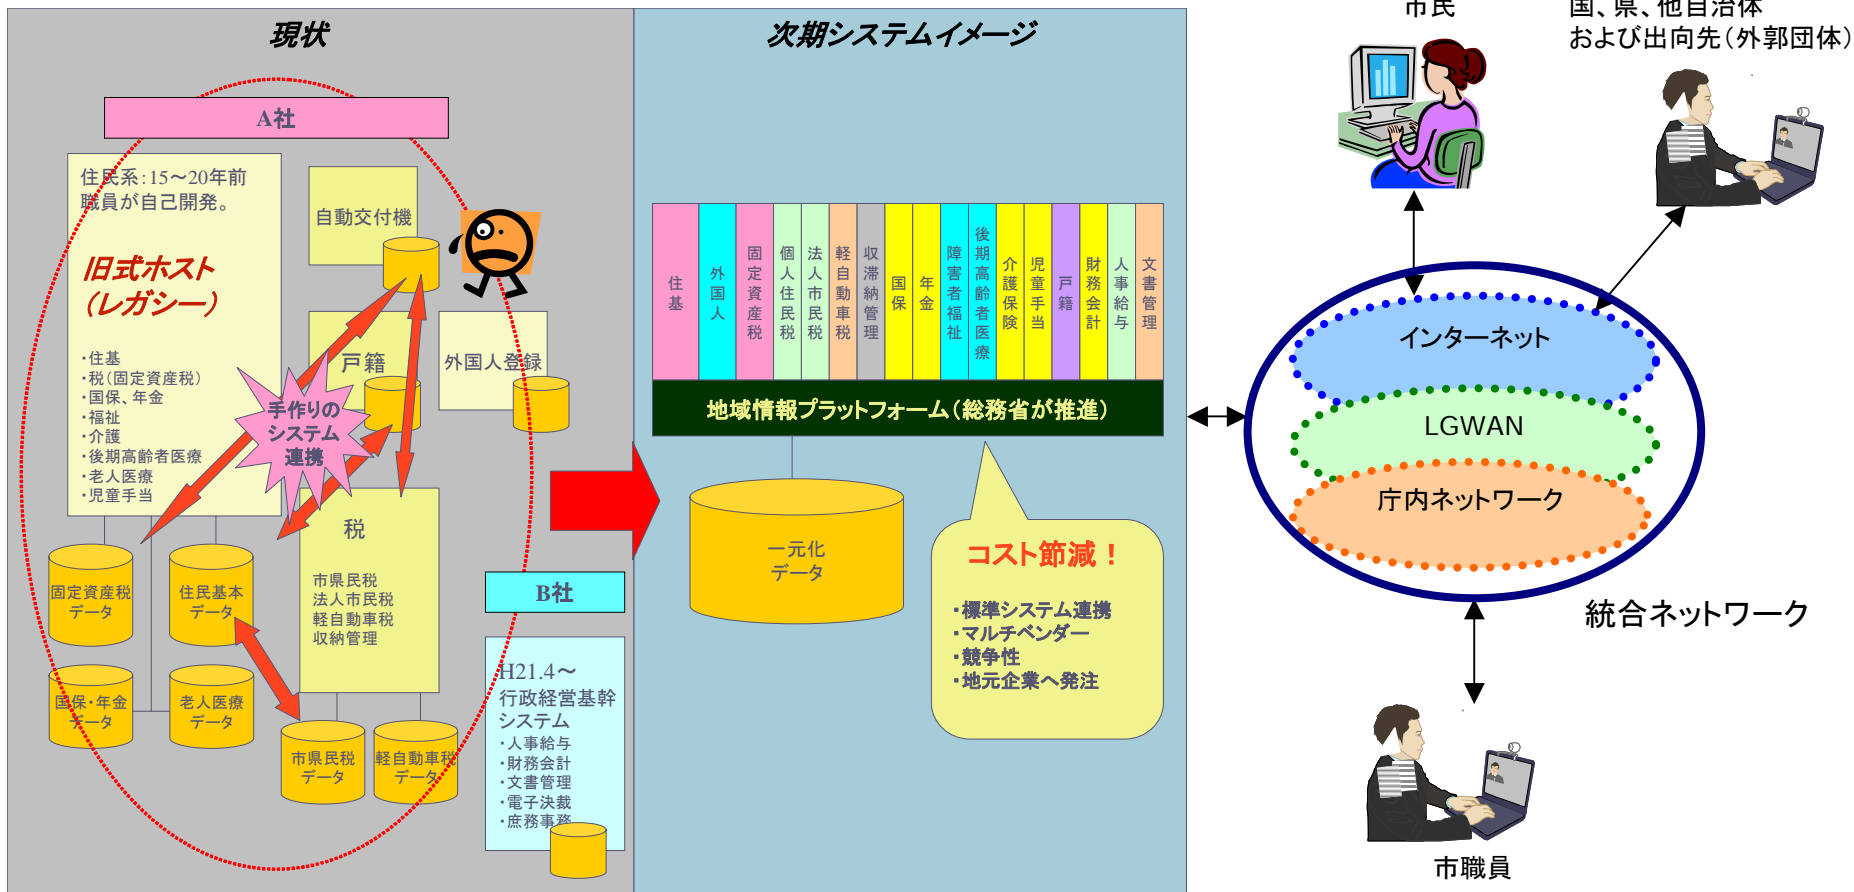 現状
A社
住民系：15～20年前
職員が自己開発。
旧式ホスト
（レガシー）
・住基
・税（固定資産税）
・国保、年金
・福祉
・介護
・後期高齢者医療
・老人医療
・児童手当
自動交付機
戸籍
外国人登録
手作りの
システム
連携
税
市県民税
法人市民税
軽自動車税
収納管理
固定資産税
データ
住民基本
データ
国保・年金
データ
老人医療
データ
市県民税
データ
軽自動車税
データ
B社
H21.4～
行政経営基幹
システム
・人事給与
・財務会計
・文書管理
・電子決裁
・庶務事務
次期システムイメージ
住基
外国人
固定資産税
個人住民税
法人市民税
軽自動車税
収滞納管理
国保
年金
障害者福祉
後期高齢者医療
介護保険
児童手当
戸籍
財務会計
人事給与
文書管理
地域情報プラットフォーム（総務省が推進）
一元化
データ
コスト節減！
・標準システム連携
・マルチベンダー
・競争性
・地元企業へ発注
市民
国、県、他自治体
および出向先（外郭団体）
インターネット
LGWAN
庁内ネットワーク
統合ネットワーク
市職員